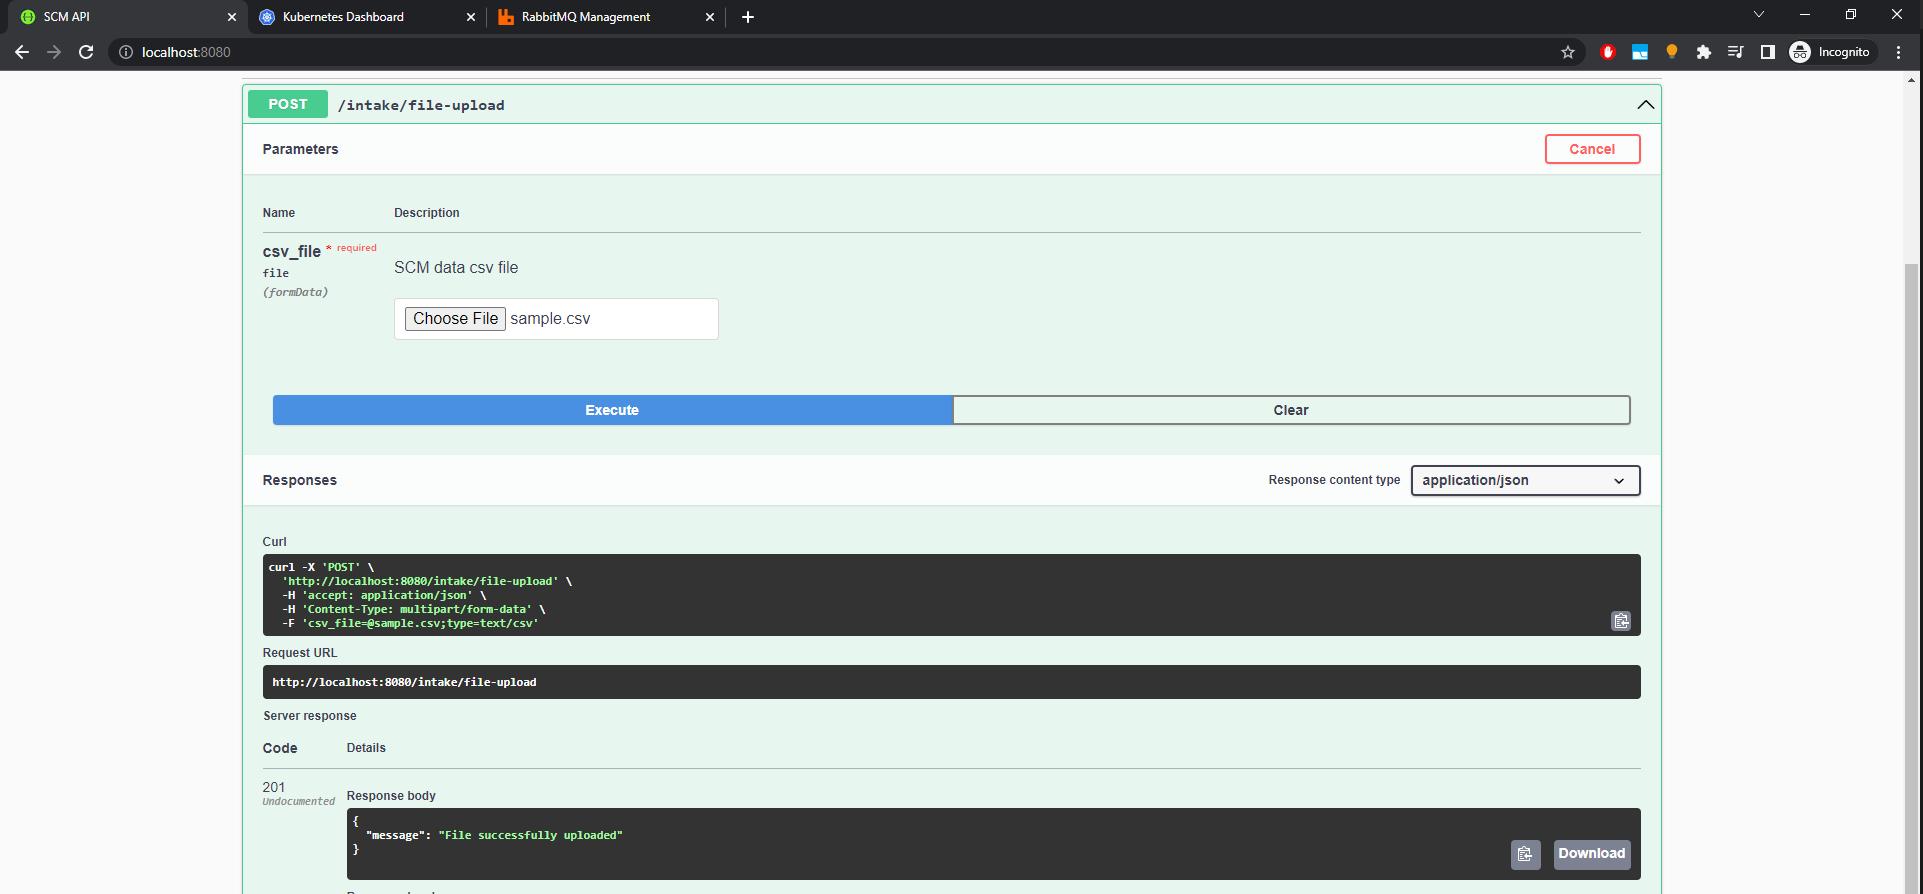 SCM API
Kubernetes Dashboard
RabbitMQ Management
localhost:8080
Incognito
POST /intake/file-upload
Parameters
Cancel
Name Description
csv_file * required
file
(formData)
SCM data csv file
Choose File sample.csv
Execute
Clear
Responses
Response content type
application/json
Curl
curl -X 'POST' \
'http://localhost:8080/intake/file-upload' \
-H 'accept: application/json' \
-H 'Content-Type: multipart/form-data' \
-F 'csv_file=@sample.csv;type=text/csv'
Request URL
http://localhost:8080/intake/file-upload
Server response
Code Details
201
Undocumented
Response body
{
"message": "File successfully uploaded"
}
Download